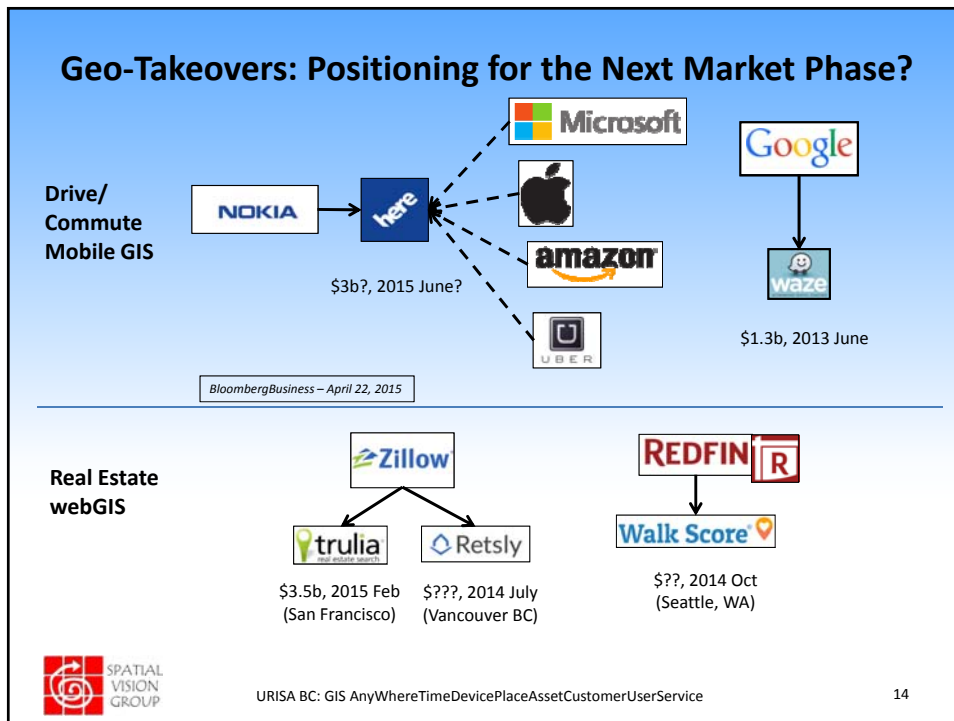 Geo-Takeovers: Positioning for the Next Market Phase?
Drive/
Commute
Mobile GIS
NOKIA
here
Microsoft
amazon
UBER
$3b?, 2015 June?
Google
waze
$1.3b, 2013 June
BloombergBusiness – April 22, 2015
Real Estate
webGIS
Zillow
trulia
real estate search
$3.5b, 2015 Feb
(San Francisco)
Retsly
$???, 2014 July
(Vancouver BC)
REDFIN
R
Walk Score
$??, 2014 Oct
(Seattle, WA)
SPATIAL
VISION
GROUP
URISA BC: GIS AnyWhereTimeDevicePlaceAssetCustomerUserService
14